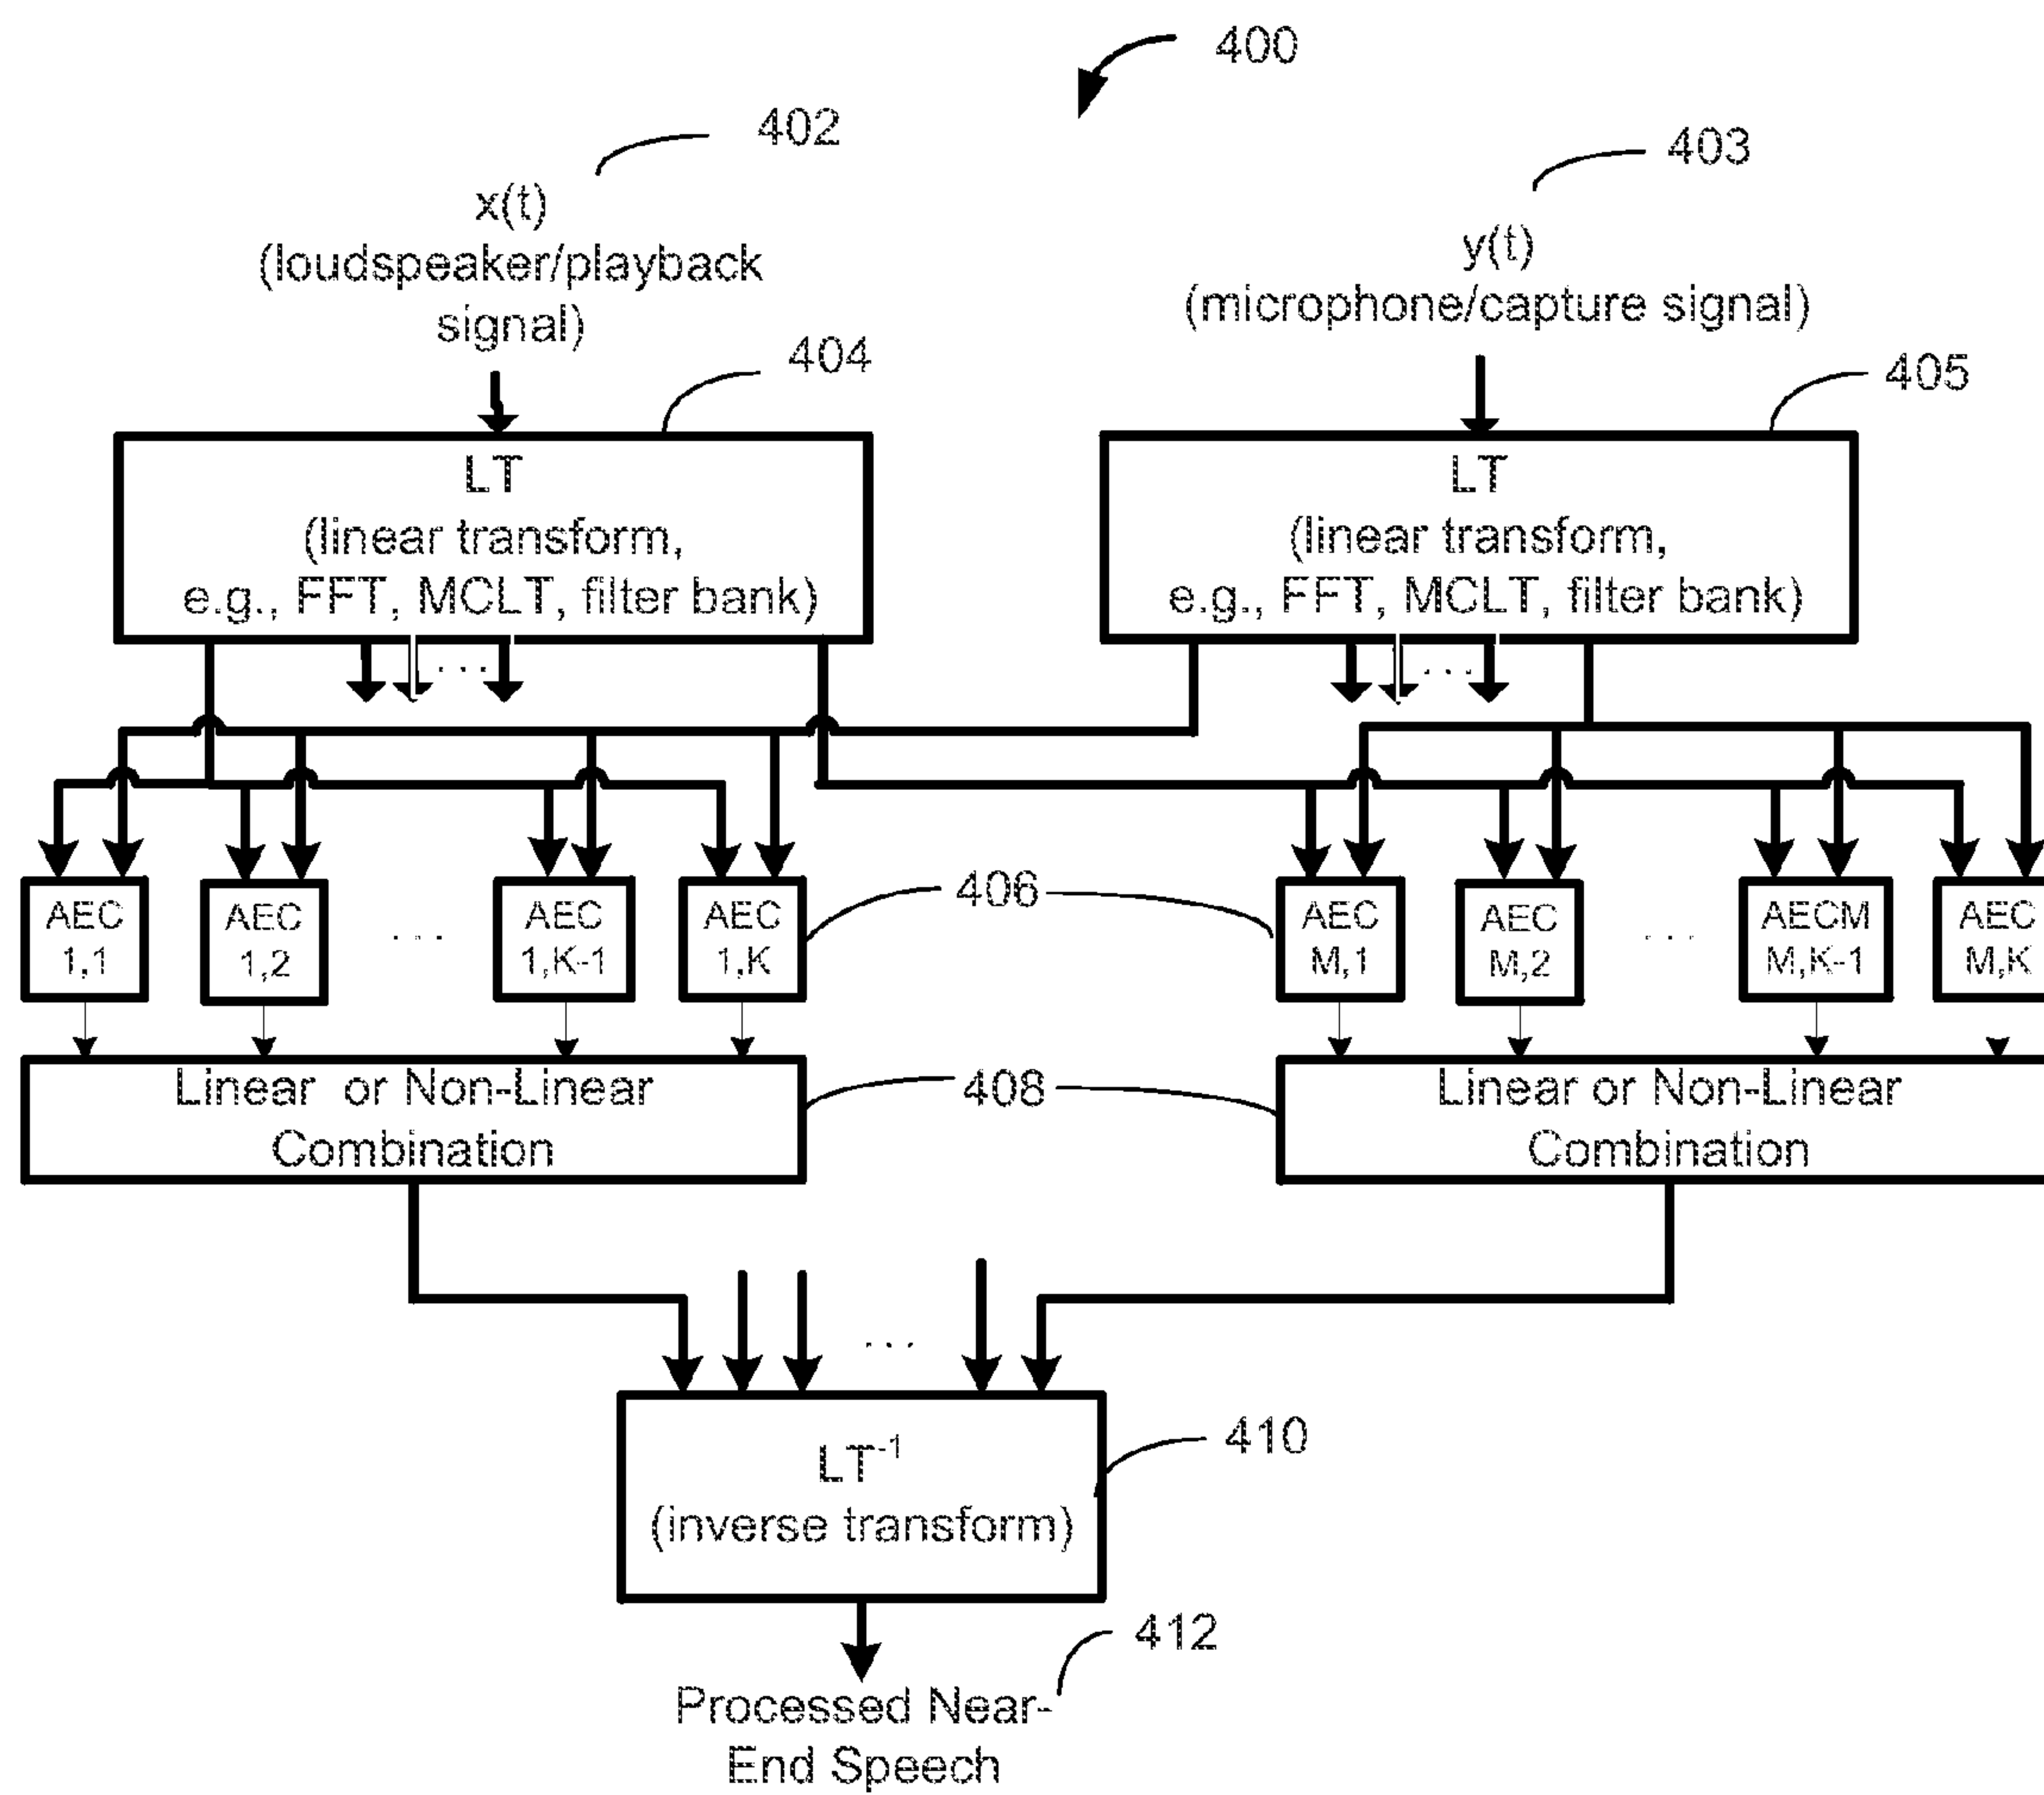 400
402
403
x(t)
(loudspeaker/playback
signal)
y(t)
(microphone/capture signal)
404
405
LT
(linear transform,
e.g., FFT, MCLT, filter bank)
LT
(linear transform,
e.g., FFT, MCLT, filter bank)
...
...
AEC
1,1
AEC
1,2
...
AEC
1,K-1
AEC
1,K
406
AEC
M,1
AEC
M,2
...
AECM
M,K-1
AEC
M,K
Linear or Non-Linear
Combination
408
Linear or Non-Linear
Combination
...
LT-1
(inverse transform)
410
412
Processed Near-
End Speech